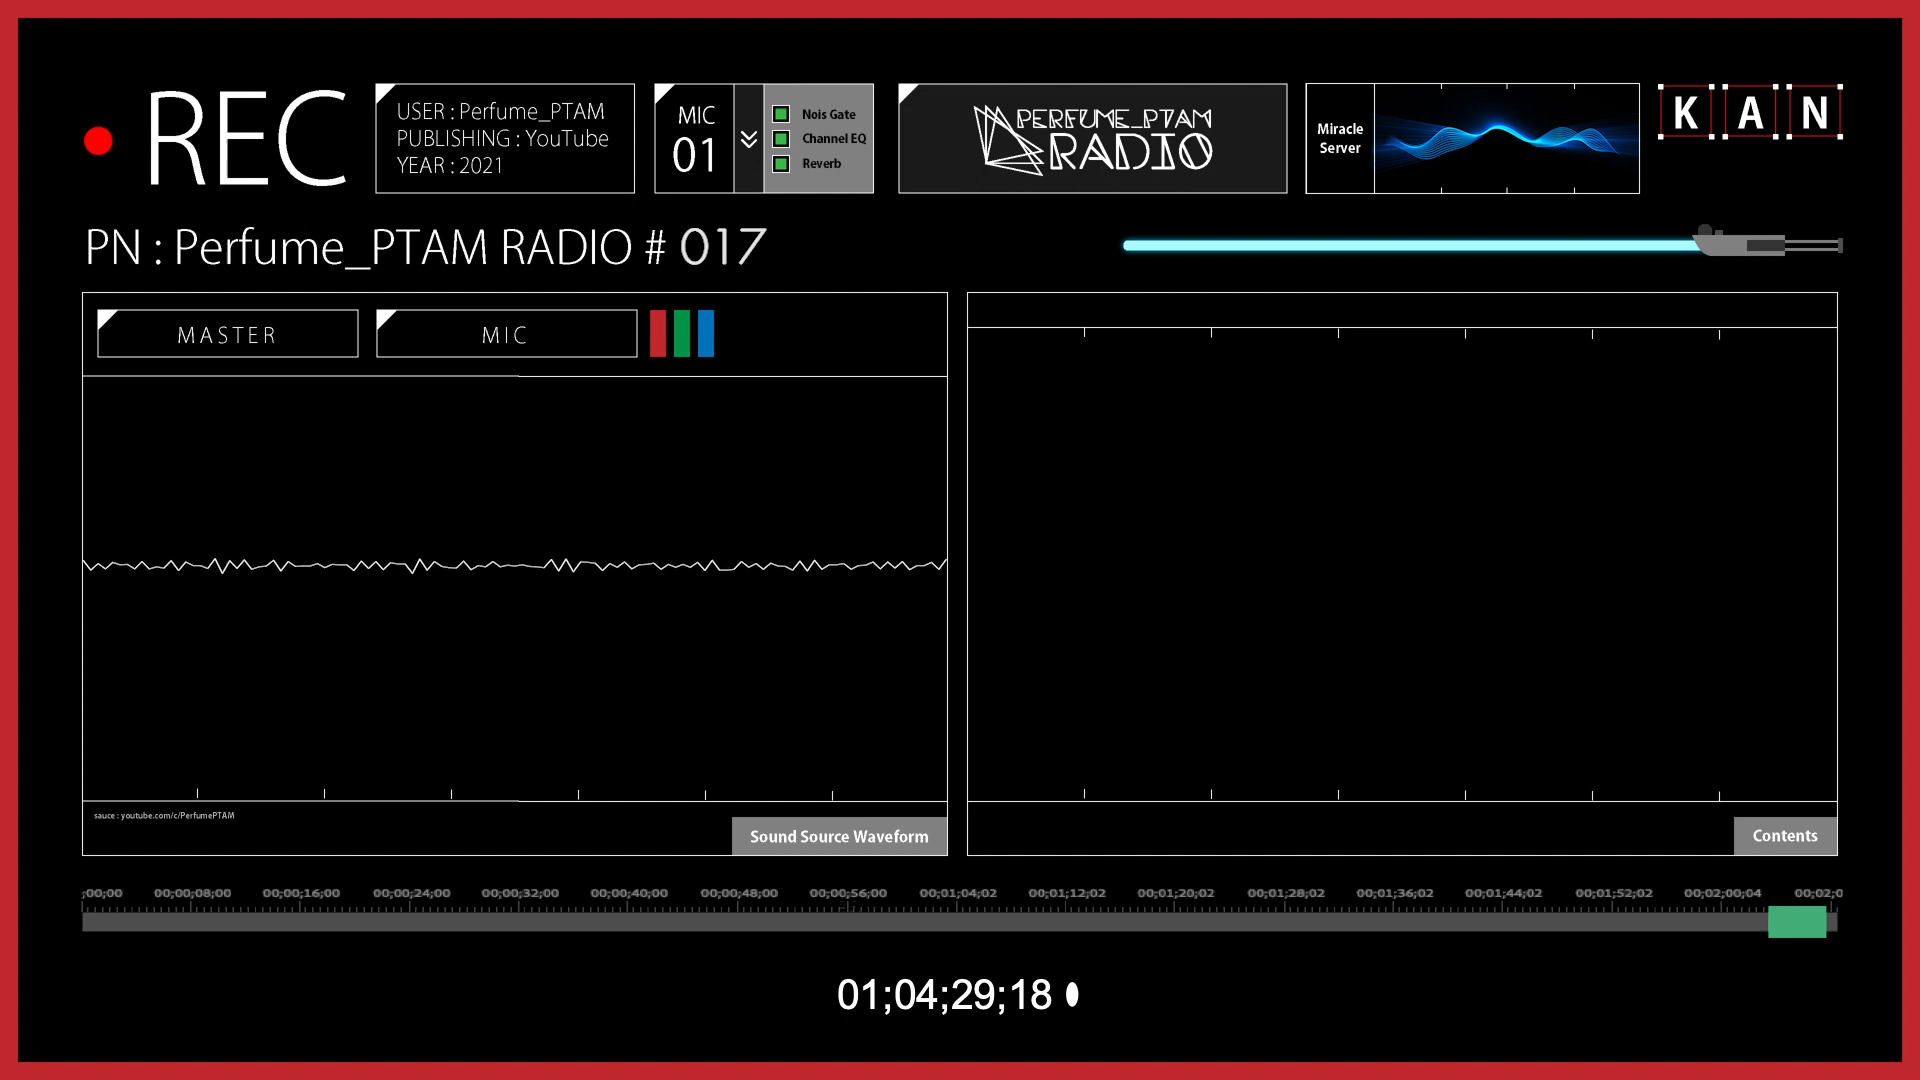 REC
USER : Perfume_PTAM
PUBLISHING : YouTube
YEAR : 2021
MIC
01
Nois Gate
Channel EQ
Reverb
PERFUME_PTAM
RADIO
Miracle
Server
K A N
PN : Perfume_PTAM RADIO # 017
MASTER
MIC
sauce : youtube.com/c/PerfumePTAM
Sound Source Waveform
Contents
;00;00 00;00;08;00 00;00;16;00 00;00;24;00 00;00;32;00 00;00;40;00 00;00;48;00 00;00;56;00 00;01;04;02 00;01;12;02 00;01;20;02 00;01;28;02 00;01;36;02 00;01;44;02 00;01;52;02 00;02;00;04 00;02;0
01;04;29;18